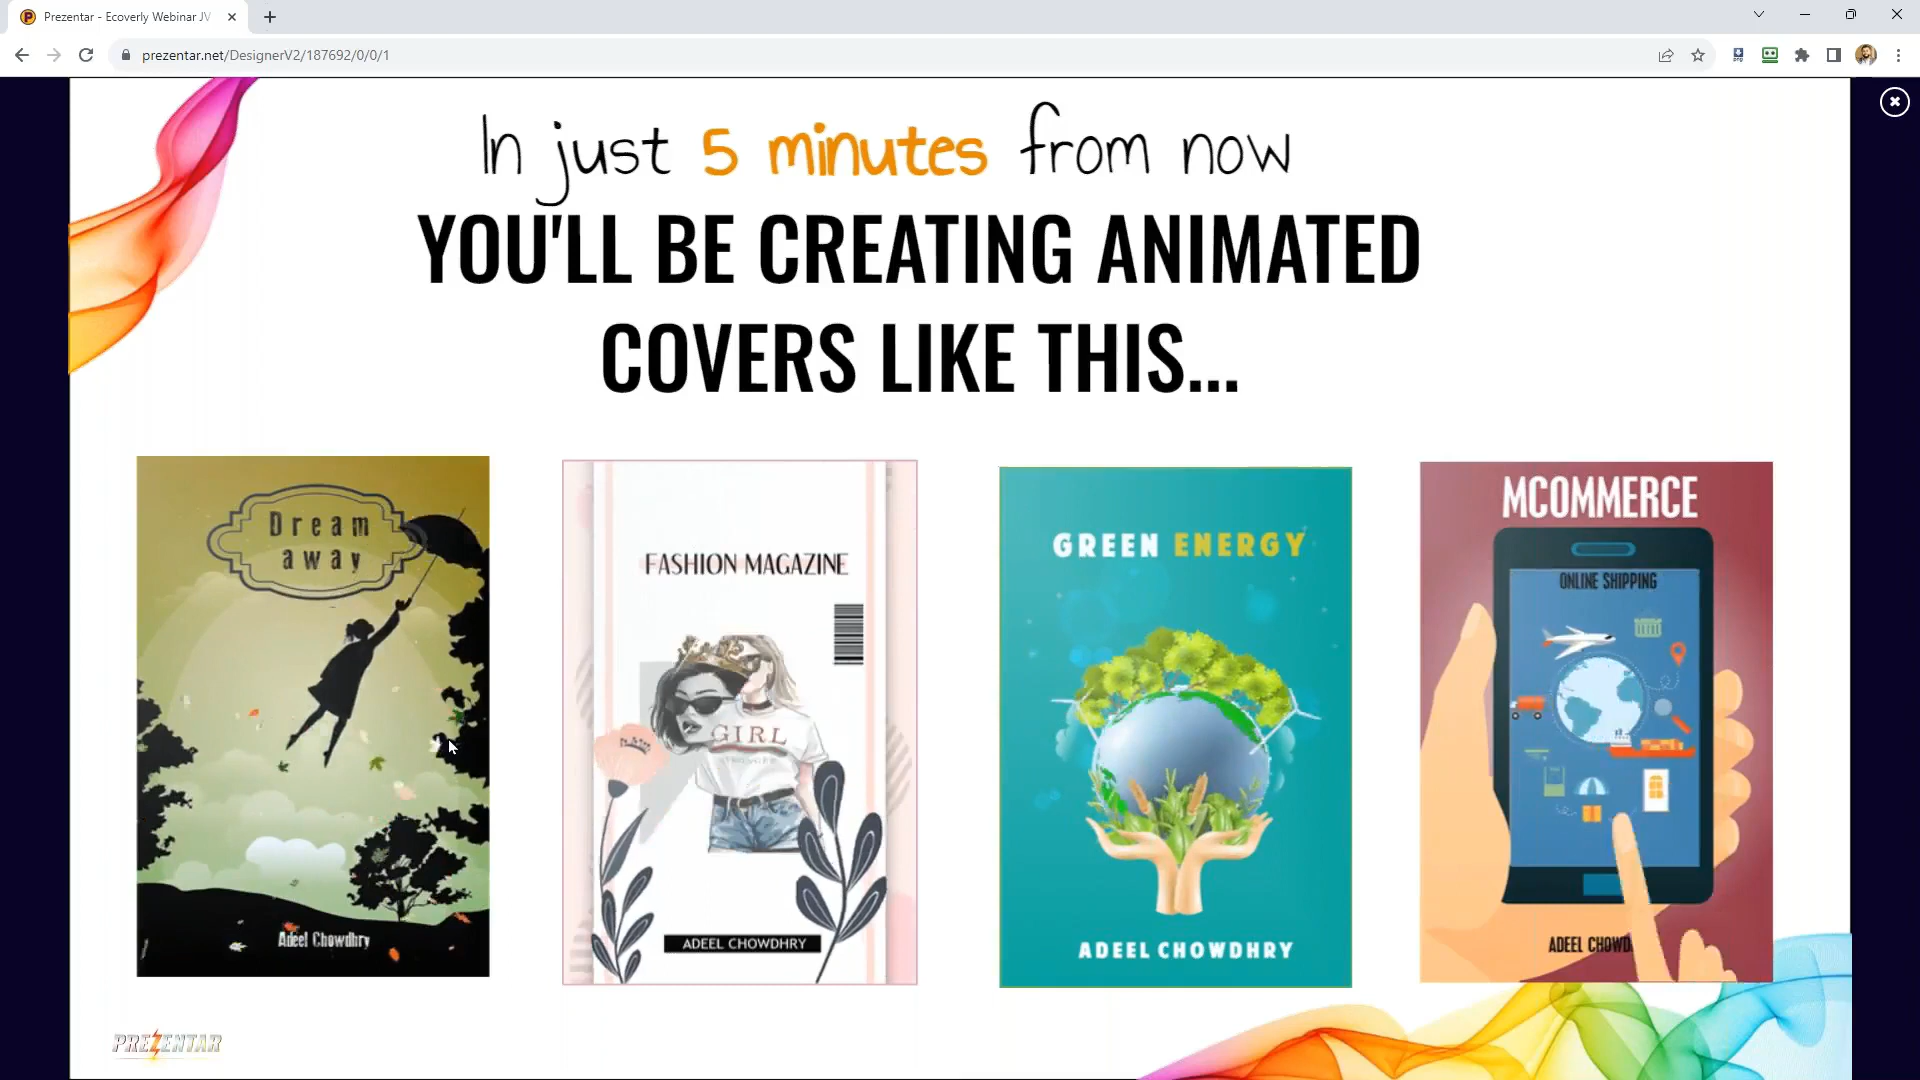 Prezentar - Ecoverly Webinar JV
prezentar.net/DesignerV2/187692/0/0/1
In just 5 minutes from now
YOU'LL BE CREATING ANIMATED
COVERS LIKE THIS...
Dream
away
Adeel Chowdhry
FASHION MAGAZINE
GIRL
ADEEL CHOWDHRY
GREEN ENERGY
ADEEL CHOWDHRY
MCOMMERCE
ONLINE SHIPPING
ADEEL CHOWD
PREZENTAR